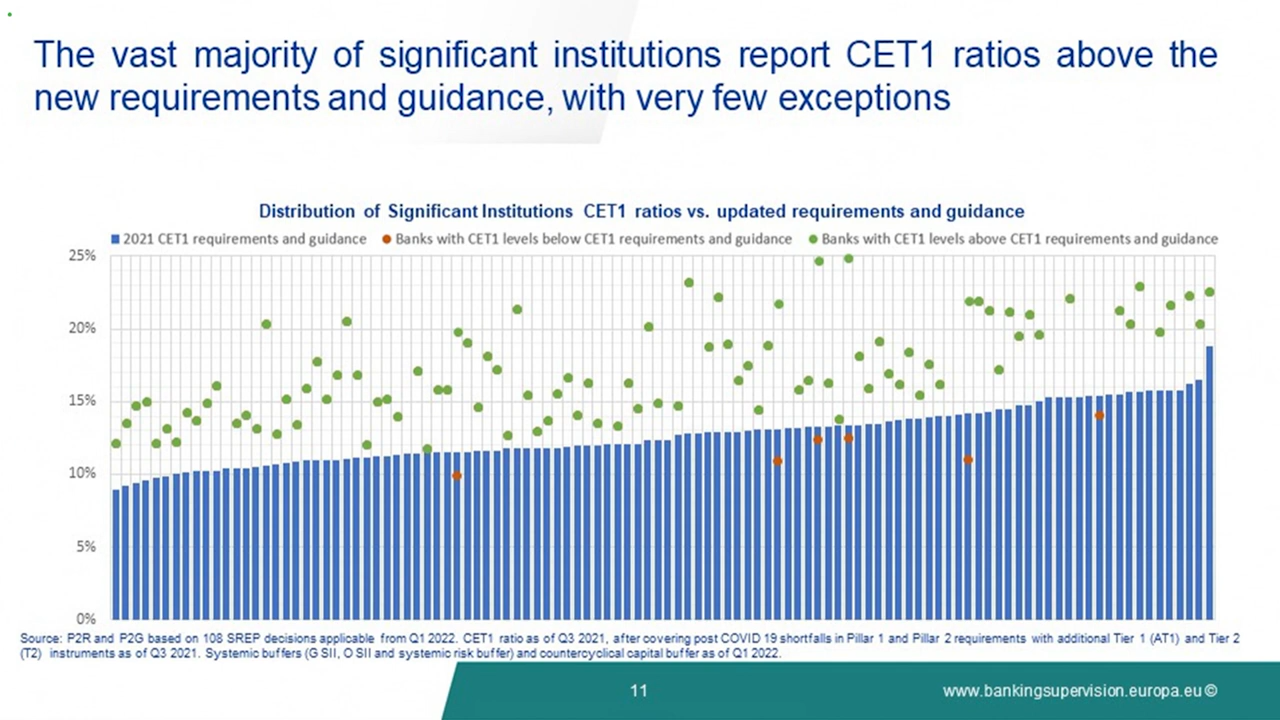 The vast majority of significant institutions report CET1 ratios above the
new requirements and guidance, with very few exceptions
Distribution of Significant Institutions CET1 ratios vs. updated requirements and guidance
2021 CET1 requirements and guidance Banks with CET1 levels below CET1 requirements and guidance Banks with CET1 levels above CET1 requirements and guidance
25%
20%
15%
10%
5%
0%
Source: P2R and P2G based on 108 SREP decisions applicable from Q1 2022. CET1 ratio as of Q3 2021, after covering post COVID 19 shortfalls in Pillar 1 and Pillar 2 requirements with additional Tier 1 (AT1) and Tier 2
(T2) instruments as of Q3 2021. Systemic buffers (G SII, O SII and systemic risk buffer) and countercyclical capital buffer as of Q1 2022.
11
www.bankingsupervision.europa.eu ©